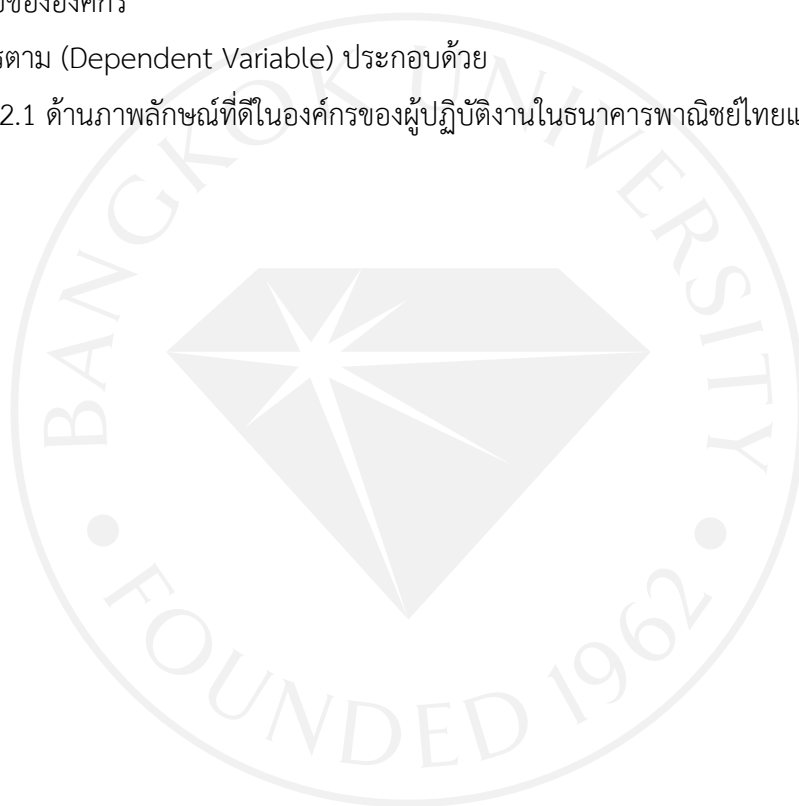 ของององค์กร
รตาม (Dependent Variable) ประกอบด้วย
2.1 ด้านภาพลักษณ์ที่ดีในองค์กรของผู้ปฏิบัติงานในธนาคารพาณิชย์ไทยแ
BANGKOK UNIVERSITY
• FOUNDED 1962 •